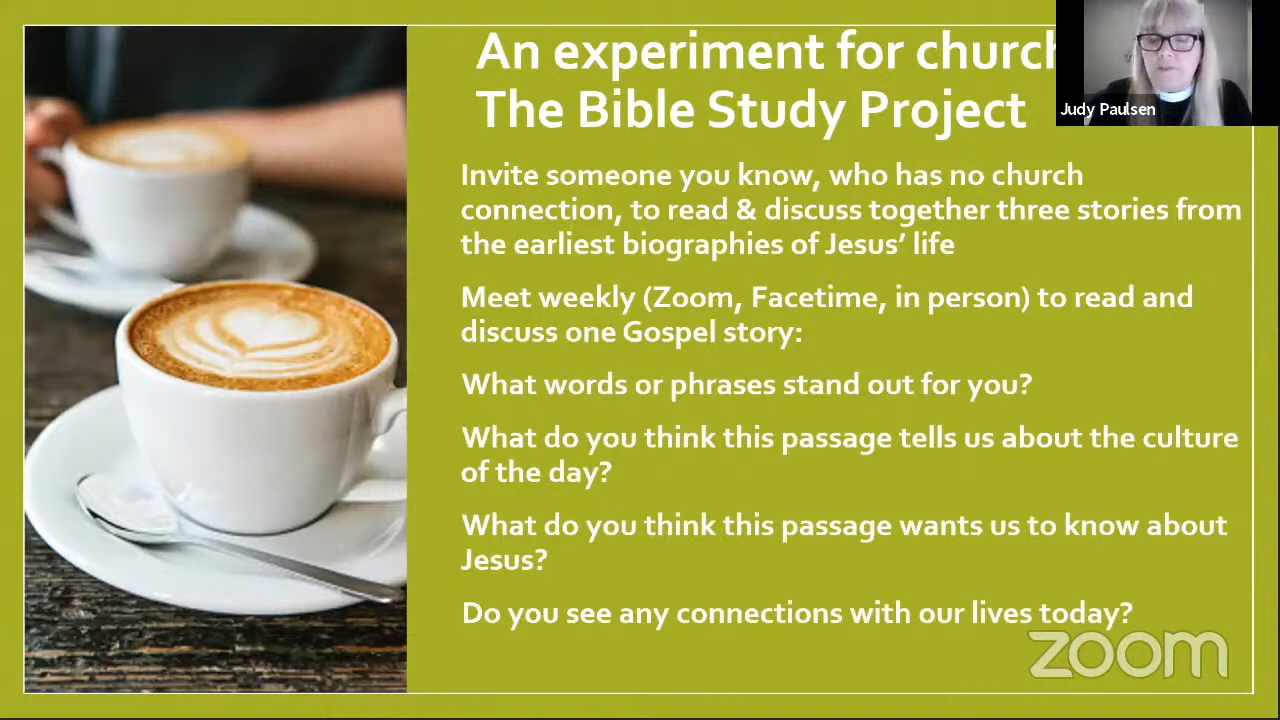 An experiment for church
The Bible Study Project
Judy Paulsen
Invite someone you know, who has no church
connection, to read & discuss together three stories from
the earliest biographies of Jesus’ life
Meet weekly (Zoom, Facetime, in person) to read and
discuss one Gospel story:
What words or phrases stand out for you?
What do you think this passage tells us about the culture
of the day?
What do you think this passage wants us to know about
Jesus?
Do you see any connections with our lives today?
zoom